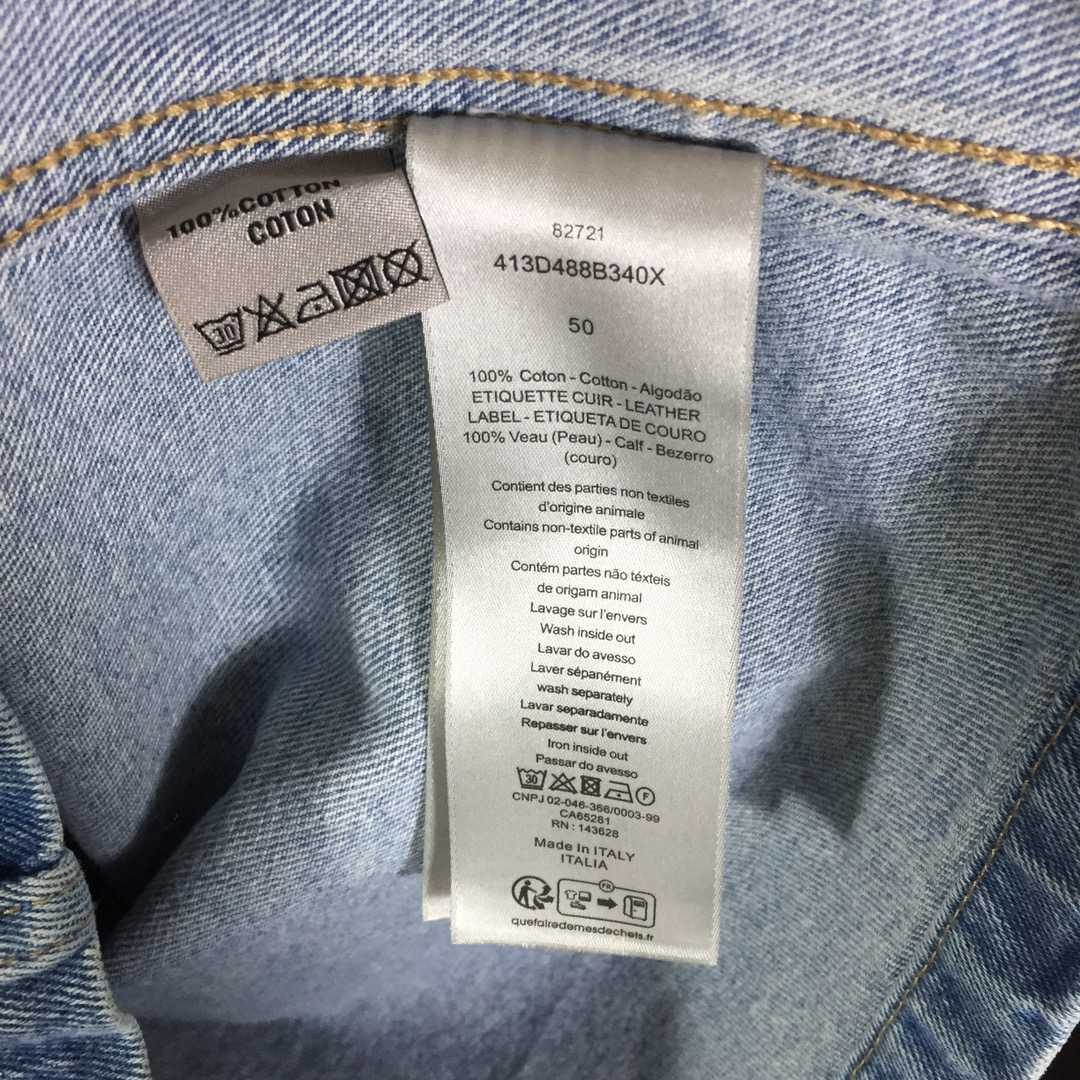 100%COTTON
COTON
30
82721
413D488B340X
50
100% Coton - Cotton - Algodão
ETIQUETTE CUIR - LEATHER
LABEL - ETIQUETA DE COURO
100% Veau (Peau) - Calf - Bezerro
(couro)
Contient des parties non textiles
d'origine animale
Contains non-textile parts of animal
origin
Contém partes não téxteis
de origam animal
Lavage sur l'envers
Wash inside out
Lavar do avesso
Laver sépanément
wash separately
Lavar separadamente
Repasser sur l'envers
Iron inside out
Passar do avesso
30 F
CNPJ 02-046-366/0003-99
CA65281
RN : 143628
Made In ITALY
ITALIA
FR
quefairedemesdechets.fr